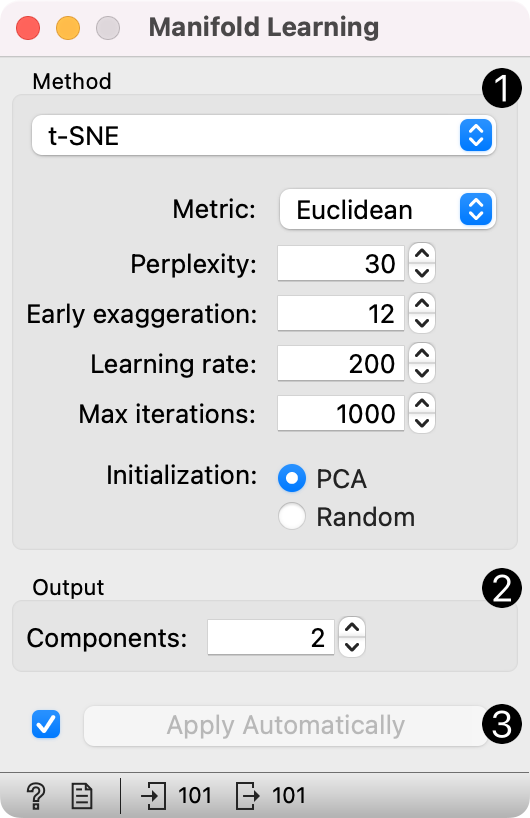 Manifold Learning
Method
1
t-SNE
Metric: Euclidean
Perplexity: 30
Early exaggeration: 12
Learning rate: 200
Max iterations: 1000
Initialization: PCA
Random
Output
2
Components: 2
Apply Automatically
3
? 101 101